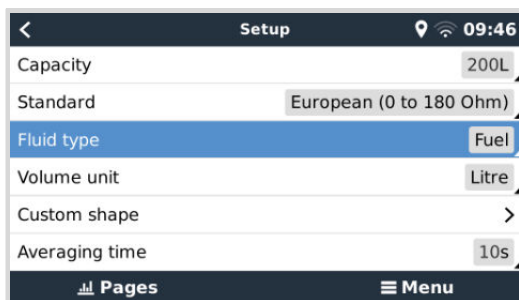 Setup 09:46
Capacity 200L
Standard European (0 to 180 Ohm)
Fluid type Fuel
Volume unit Litre
Custom shape
Averaging time 10s
Pages Menu